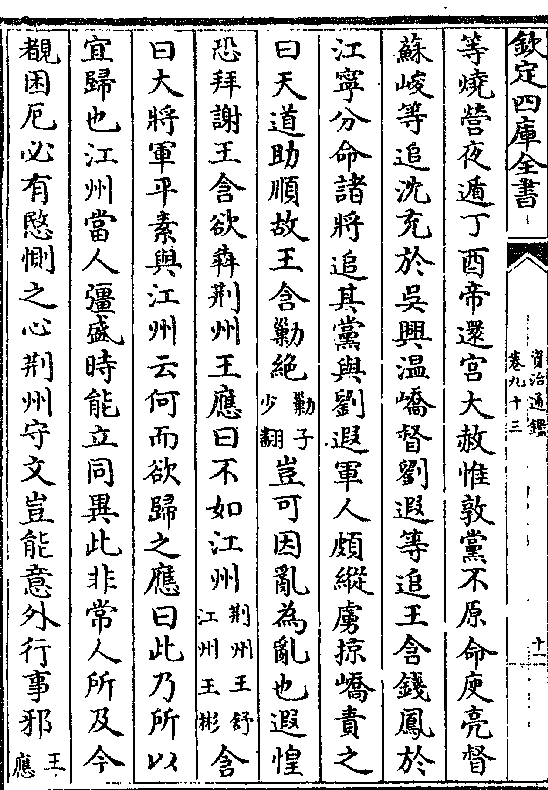 欽定四庫全書
資治通鑑
卷九十三
十一
等燒營夜遁丁酉帝還宮大赦惟敦黨不原命庾亮督
蘇峻等追沈充於吳興温嶠督劉遐等追王含錢鳳於
江寧分命諸將追其黨與劉遐軍人頗縱虜掠嶠責之
曰天道助順故王含勦絶勦子少翻豈可因亂為亂也遐惶
恐拜謝王含欲犇荆州王應曰不如江州荆州王舒江州王彬含
曰大將軍平素與江州云何而欲歸之應曰此乃所以
宜歸也江州當人彊盛時能立同異此非常人所及今
覩困厄必有愍惻之心荆州守文豈能意外行事邪王應